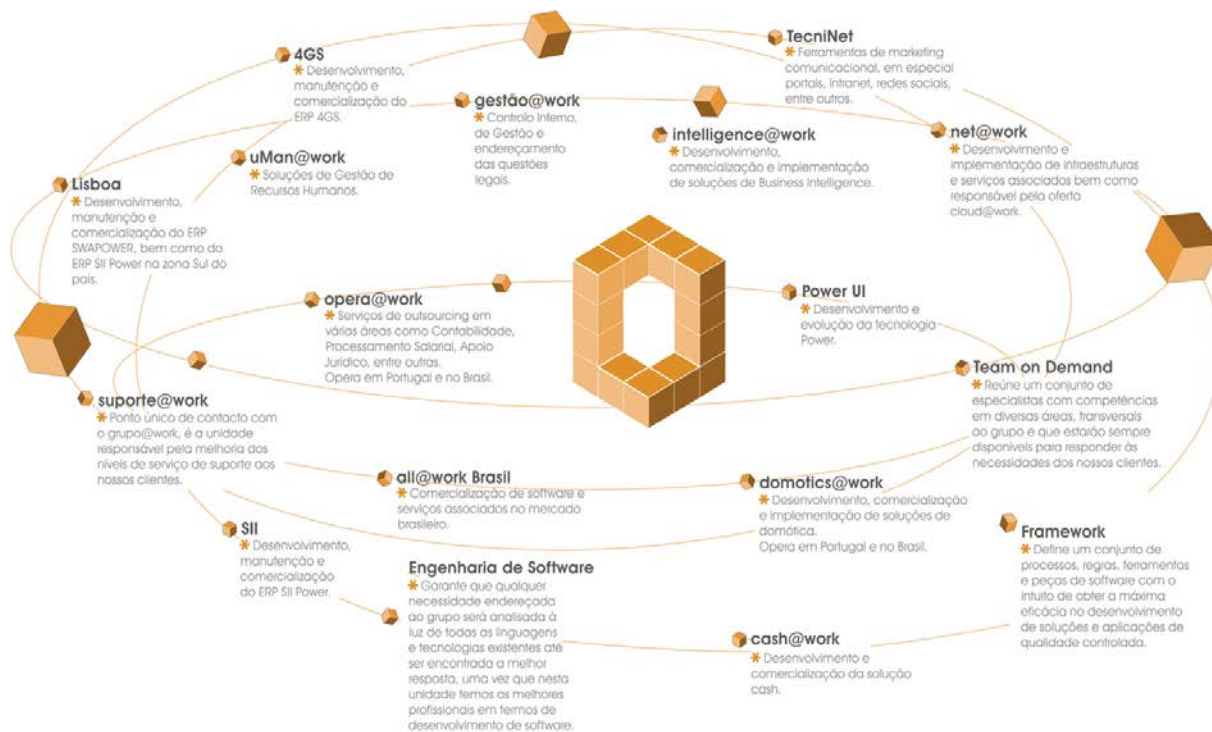 4GS
* Desenvolvimento,
manutenção e
comercialização do
ERP 4GS.
TecniNet
* Ferramentas de marketing
comunicacional, em especial
portais, intranet, redes sociais,
entre outros.
gestão@work
* Controlo Interno,
de Gestão e
endereçamento
das questões
legais.
intelligence@work
* Desenvolvimento,
comercialização e implementação
de soluções de Business Intelligence.
net@work
* Desenvolvimento e
implementação de infraestruturas
e serviços associados bem como
responsável pela oferta
cloud@work.
uMan@work
* Soluções de Gestão de
Recursos Humanos.
Lisboa
* Desenvolvimento,
manutenção e
comercialização do ERP
SWAPOWER, bem como do
ERP SII Power na zona Sul do
país.
opera@work
* Serviços de outsourcing em
várias áreas como Contabilidade,
Processamento Salarial, Apoio
Jurídico, entre outras.
Opera em Portugal e no Brasil.
Power UI
* Desenvolvimento e
evolução da tecnologia
Power.
Team on Demand
* Reúne um conjunto de
especialistas com competências
em diversas áreas, transversais
ao grupo e que estarão sempre
disponíveis para responder às
necessidades dos nossos clientes.
suporte@work
* Ponto único de contacto com
o grupo@work, é a unidade
responsável pela melhoria dos
níveis de serviço de suporte aos
nossos clientes.
all@work Brasil
* Comercialização de software e
serviços associados no mercado
brasileiro.
domotics@work
* Desenvolvimento, comercialização
e implementação de soluções de
domótica.
Opera em Portugal e no Brasil.
SII
* Desenvolvimento,
manutenção e
comercialização
do ERP SII Power.
Engenharia de Software
* Garante que qualquer
necessidade endereçada
ao grupo será analisada à
luz de todas as linguagens
e tecnologias existentes até
ser encontrada a melhor
resposta, uma vez que nesta
unidade temos os melhores
profissionais em termos de
desenvolvimento de software.
cash@work
* Desenvolvimento e
comercialização da solução
cash.
Framework
* Define um conjunto de
processos, regras, ferramentas
e peças de software com o
intuito de obter a máxima
eficácia no desenvolvimento
de soluções e aplicações de
qualidade controlada.